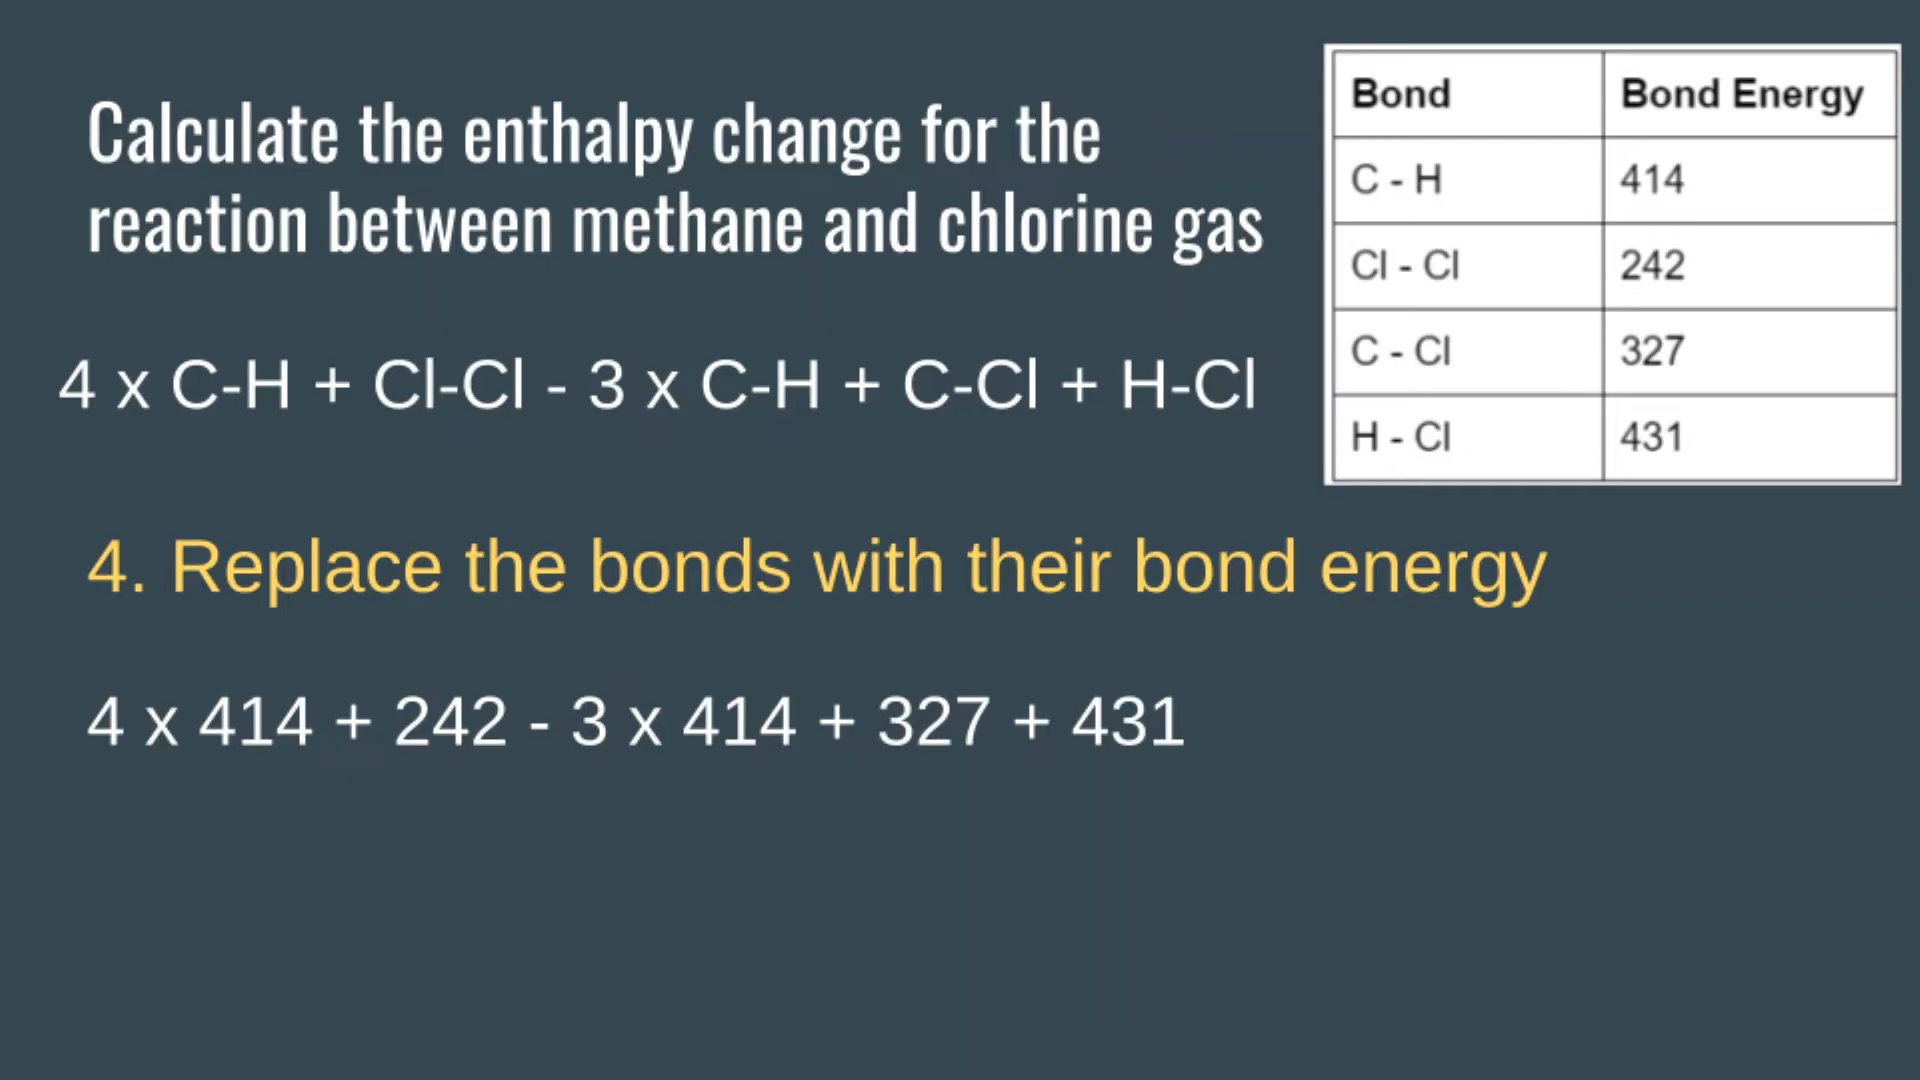 Calculate the enthalpy change for the
reaction between methane and chlorine gas
4 x C-H + Cl-Cl - 3 x C-H + C-Cl + H-Cl
4. Replace the bonds with their bond energy
4 x 414 + 242 - 3 x 414 + 327 + 431
Bond Bond Energy
C - H 414
Cl - Cl 242
C - Cl 327
H - Cl 431